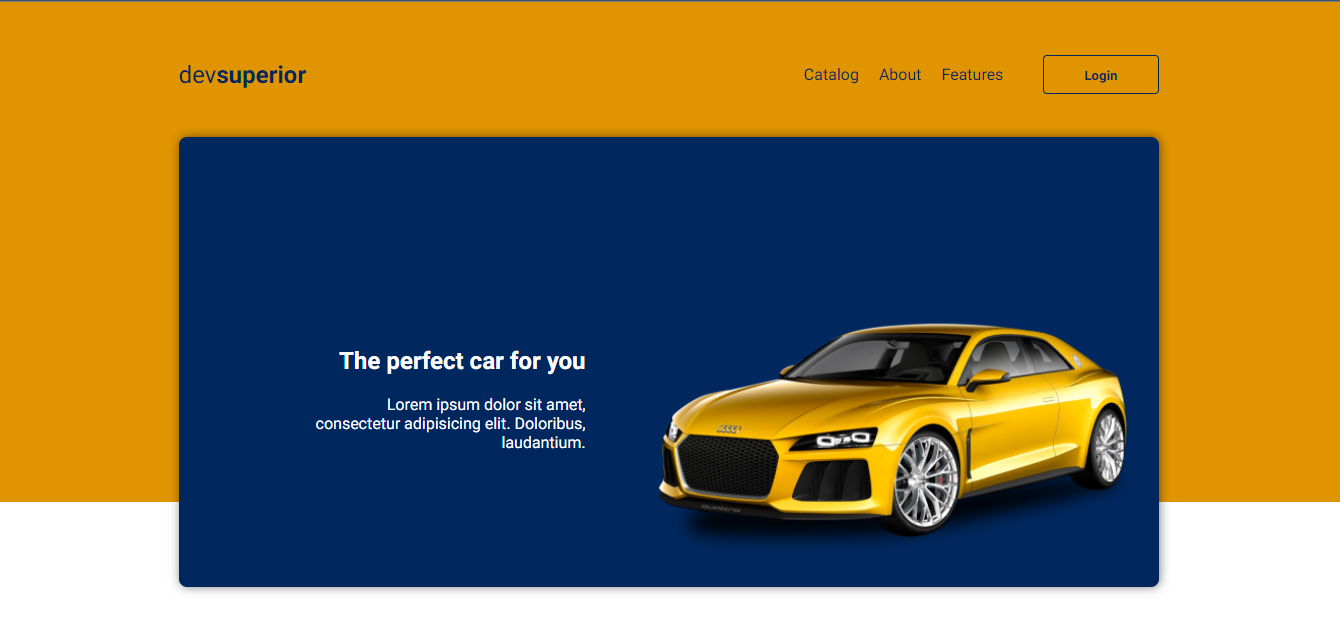 devsuperior
Catalog About Features Login
The perfect car for you
Lorem ipsum dolor sit amet,
consectetur adipisicing elit. Doloribus,
laudantium.
quattro